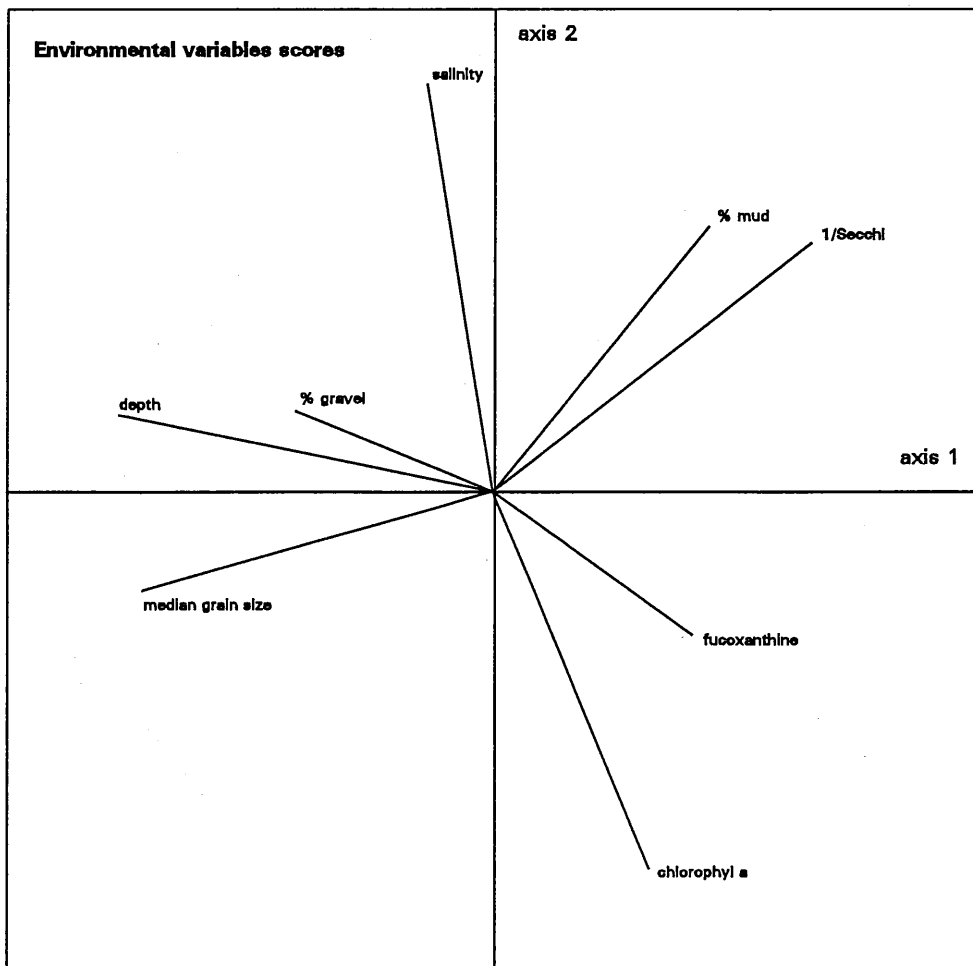 axis 2
Environmental variables scores
salinity
% mud
1/Secchi
% gravel
depth
axis 1
median grain size
fucoxanthine
chlorophyl a